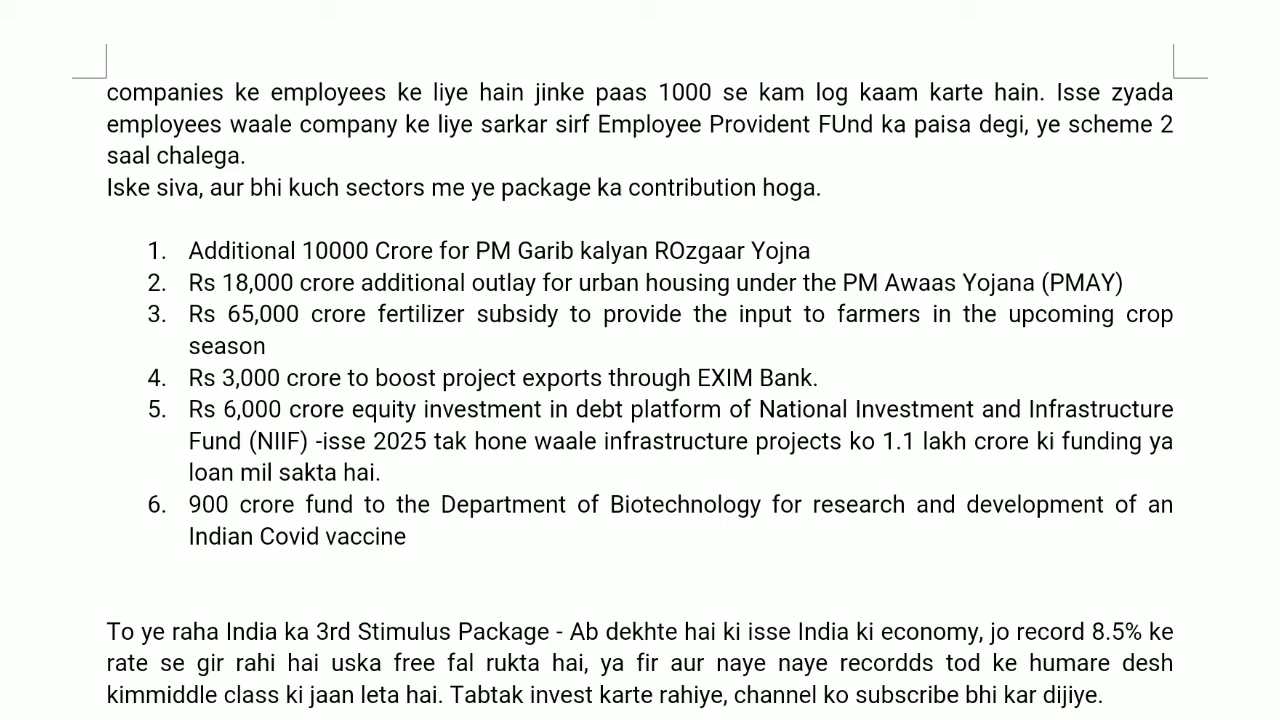 companies ke employees ke liye hain jinke paas 1000 se kam log kaam karte hain. Isse zyada
employees waale company ke liye sarkar sirf Employee Provident FUnd ka paisa degi, ye scheme 2
saal chalega.
Iske siva, aur bhi kuch sectors me ye package ka contribution hoga.
1. Additional 10000 Crore for PM Garib kalyan ROzgaar Yojna
2. Rs 18,000 crore additional outlay for urban housing under the PM Awaas Yojana (PMAY)
3. Rs 65,000 crore fertilizer subsidy to provide the input to farmers in the upcoming crop
season
4. Rs 3,000 crore to boost project exports through EXIM Bank.
5. Rs 6,000 crore equity investment in debt platform of National Investment and Infrastructure
Fund (NIIF) -isse 2025 tak hone waale infrastructure projects ko 1.1 lakh crore ki funding ya
loan mil sakta hai.
6. 900 crore fund to the Department of Biotechnology for research and development of an
Indian Covid vaccine
To ye raha India ka 3rd Stimulus Package - Ab dekhte hai ki isse India ki economy, jo record 8.5% ke
rate se gir rahi hai uska free fal rukta hai, ya fir aur naye naye recordds tod ke humare desh
kimmiddle class ki jaan leta hai. Tabtak invest karte rahiye, channel ko subscribe bhi kar dijiye.